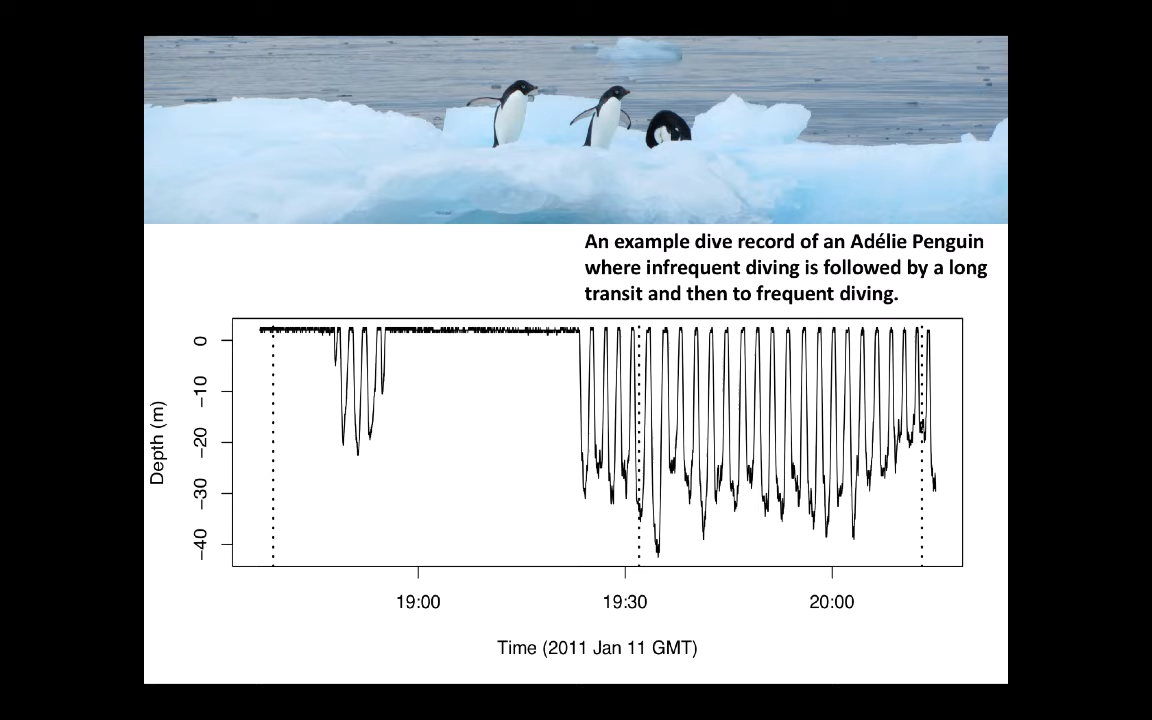 An example dive record of an Adélie Penguin
where infrequent diving is followed by a long
transit and then to frequent diving.
0
−10
−20
−30
−40
Depth (m)
19:00 19:30 20:00
Time (2011 Jan 11 GMT)